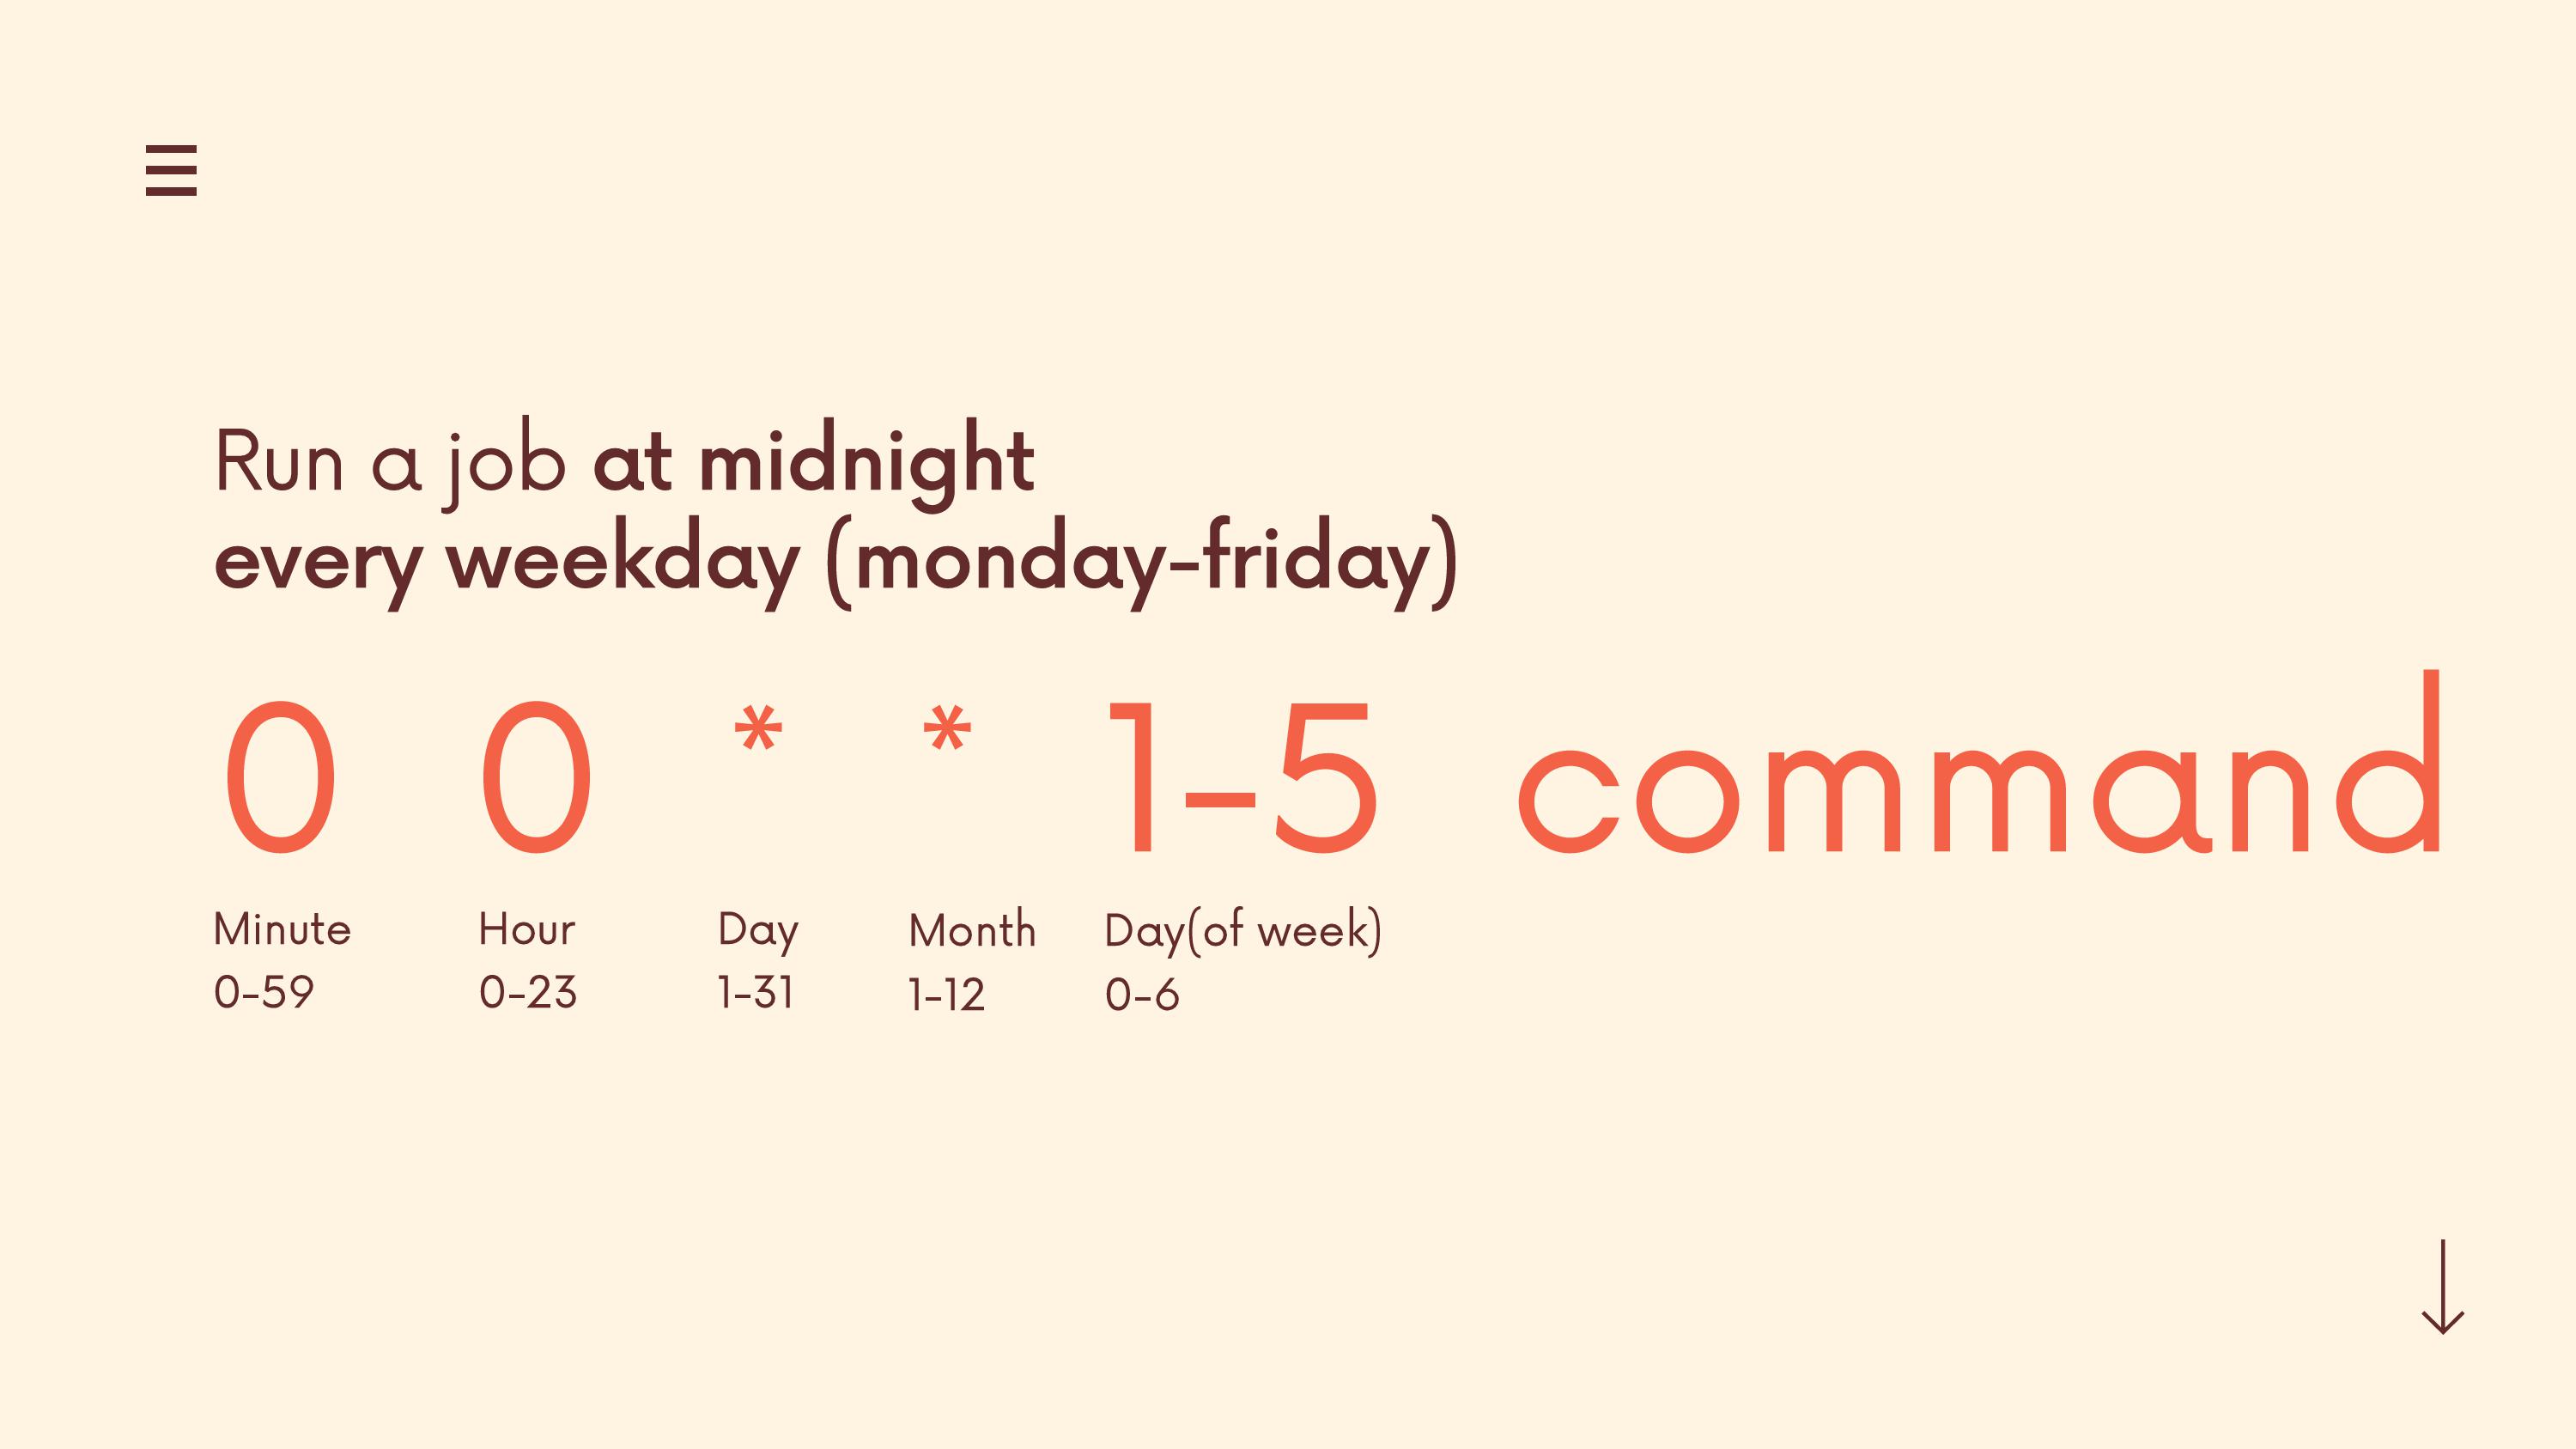 Run a job at midnight
every weekday (monday-friday)
0 0 * * 1-5 command
Minute Hour Day Month Day(of week)
0-59 0-23 1-31 1-12 0-6